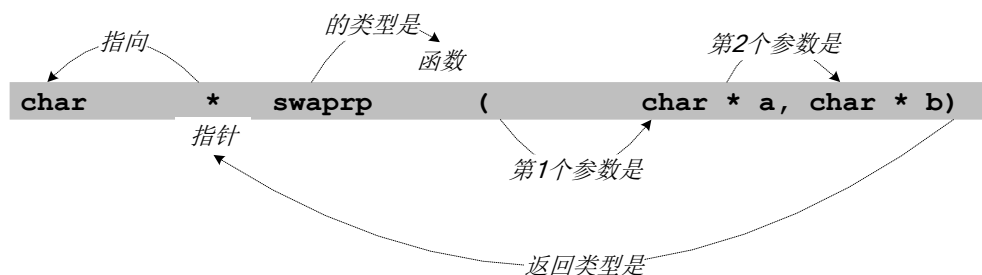 指向
的类型是
函数
第2个参数是
char * swaprp ( char * a, char * b)
指针
第1个参数是
返回类型是